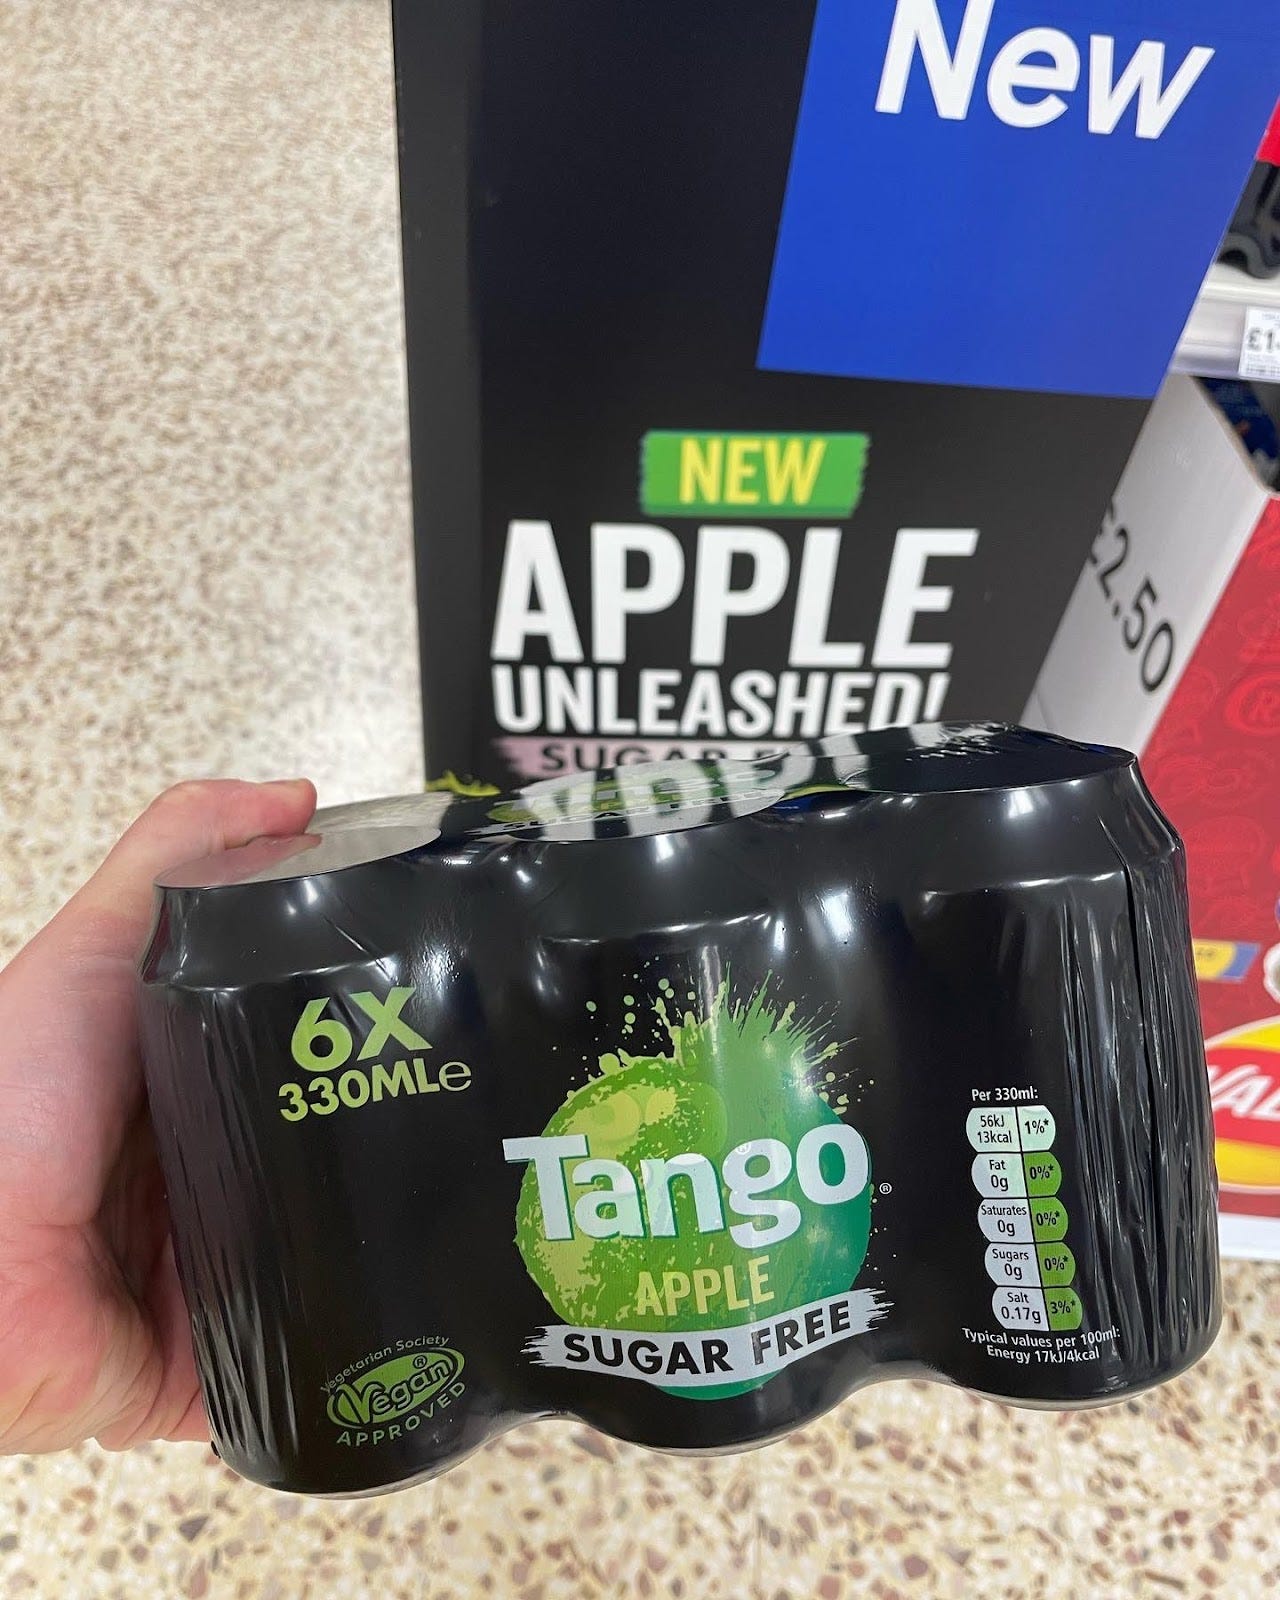 New
£1
NEW
APPLE
UNLEASHED!
SUGAR
£2.50
6X
330MLe
Tango®
APPLE
SUGAR FREE
Vegetarian Society
Vegan®
APPROVED
Per 330ml:
56kJ
13kcal 1%*
Fat
0g 0%*
Saturates
0g 0%*
Sugars
0g 0%*
Salt
0.17g 3%*
Typical values per 100ml:
Energy 17kJ/4kcal